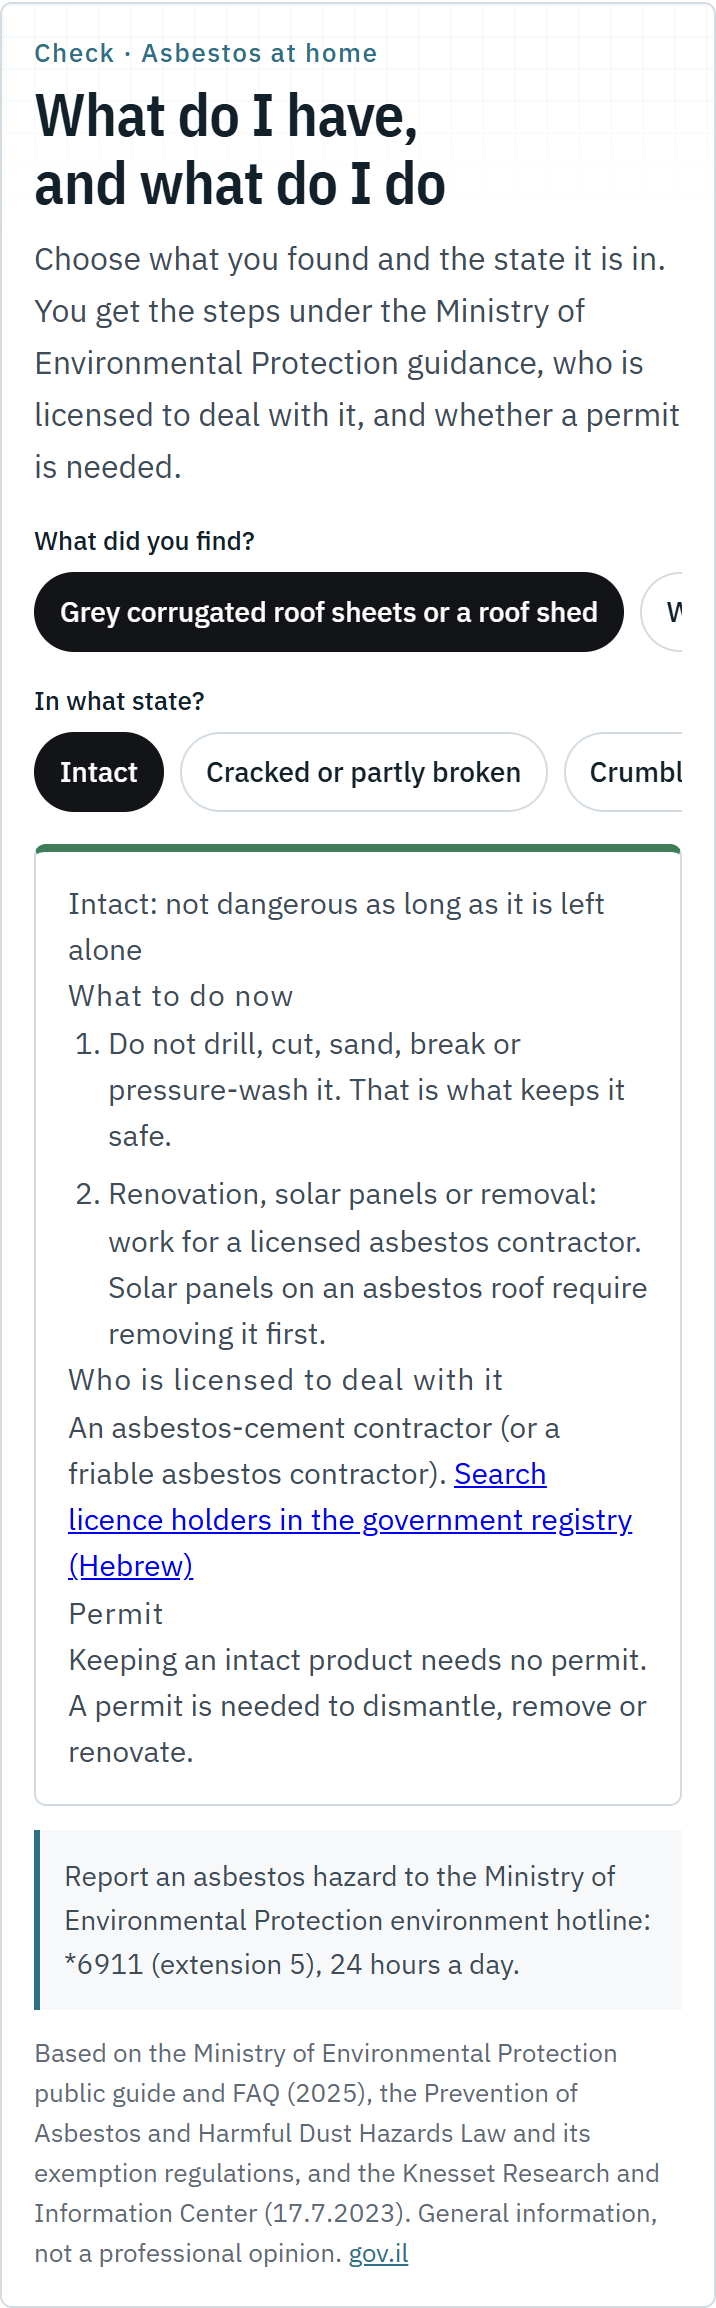 Check · Asbestos at home
What do I have,
and what do I do
Choose what you found and the state it is in.
You get the steps under the Ministry of
Environmental Protection guidance, who is
licensed to deal with it, and whether a permit
is needed.
What did you find?
Grey corrugated roof sheets or a roof shed
In what state?
Intact
Cracked or partly broken
Crumbl
Intact: not dangerous as long as it is left
alone
What to do now
1. Do not drill, cut, sand, break or
pressure-wash it. That is what keeps it
safe.
2. Renovation, solar panels or removal:
work for a licensed asbestos contractor.
Solar panels on an asbestos roof require
removing it first.
Who is licensed to deal with it
An asbestos-cement contractor (or a
friable asbestos contractor). Search
licence holders in the government registry
(Hebrew)
Permit
Keeping an intact product needs no permit.
A permit is needed to dismantle, remove or
renovate.
Report an asbestos hazard to the Ministry of
Environmental Protection environment hotline:
*6911 (extension 5), 24 hours a day.
Based on the Ministry of Environmental Protection
public guide and FAQ (2025), the Prevention of
Asbestos and Harmful Dust Hazards Law and its
exemption regulations, and the Knesset Research and
Information Center (17.7.2023). General information,
not a professional opinion. gov.il